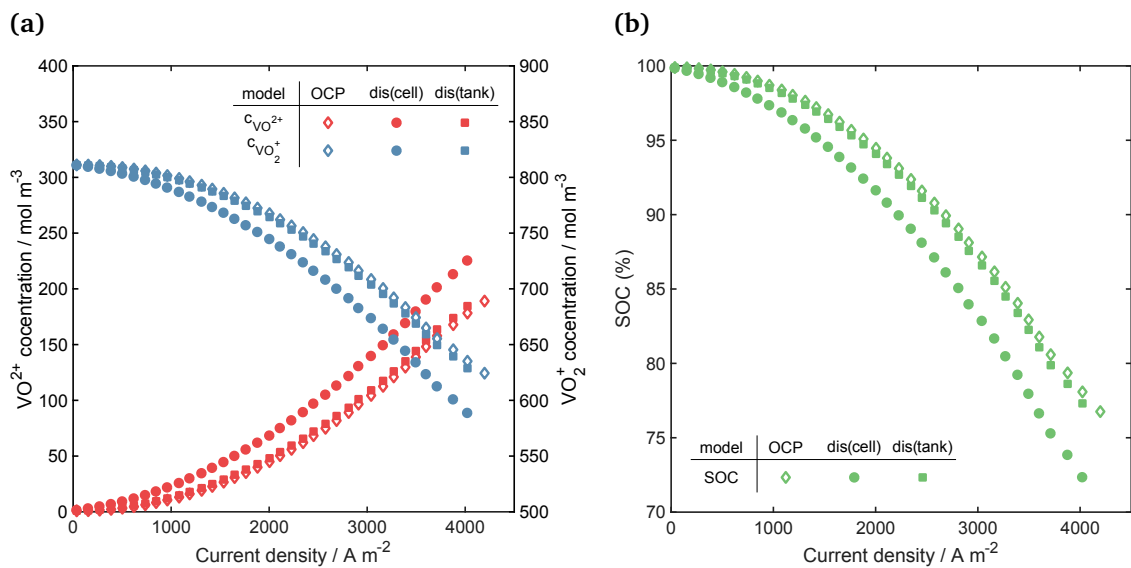 (a)
400
350
300
250
200
150
100
50
0
VO2+ cocentration / mol m-3
900
850
800
750
700
650
600
550
500
VO2+ cocentration / mol m-3
0 1000 2000 3000 4000
Current density / A m-2
model OCP dis(cell) dis(tank)
cVO2+
cVO2+
(b)
100
95
90
85
80
75
70
SOC (%)
0 1000 2000 3000 4000
Current density / A m-2
model OCP dis(cell) dis(tank)
SOC